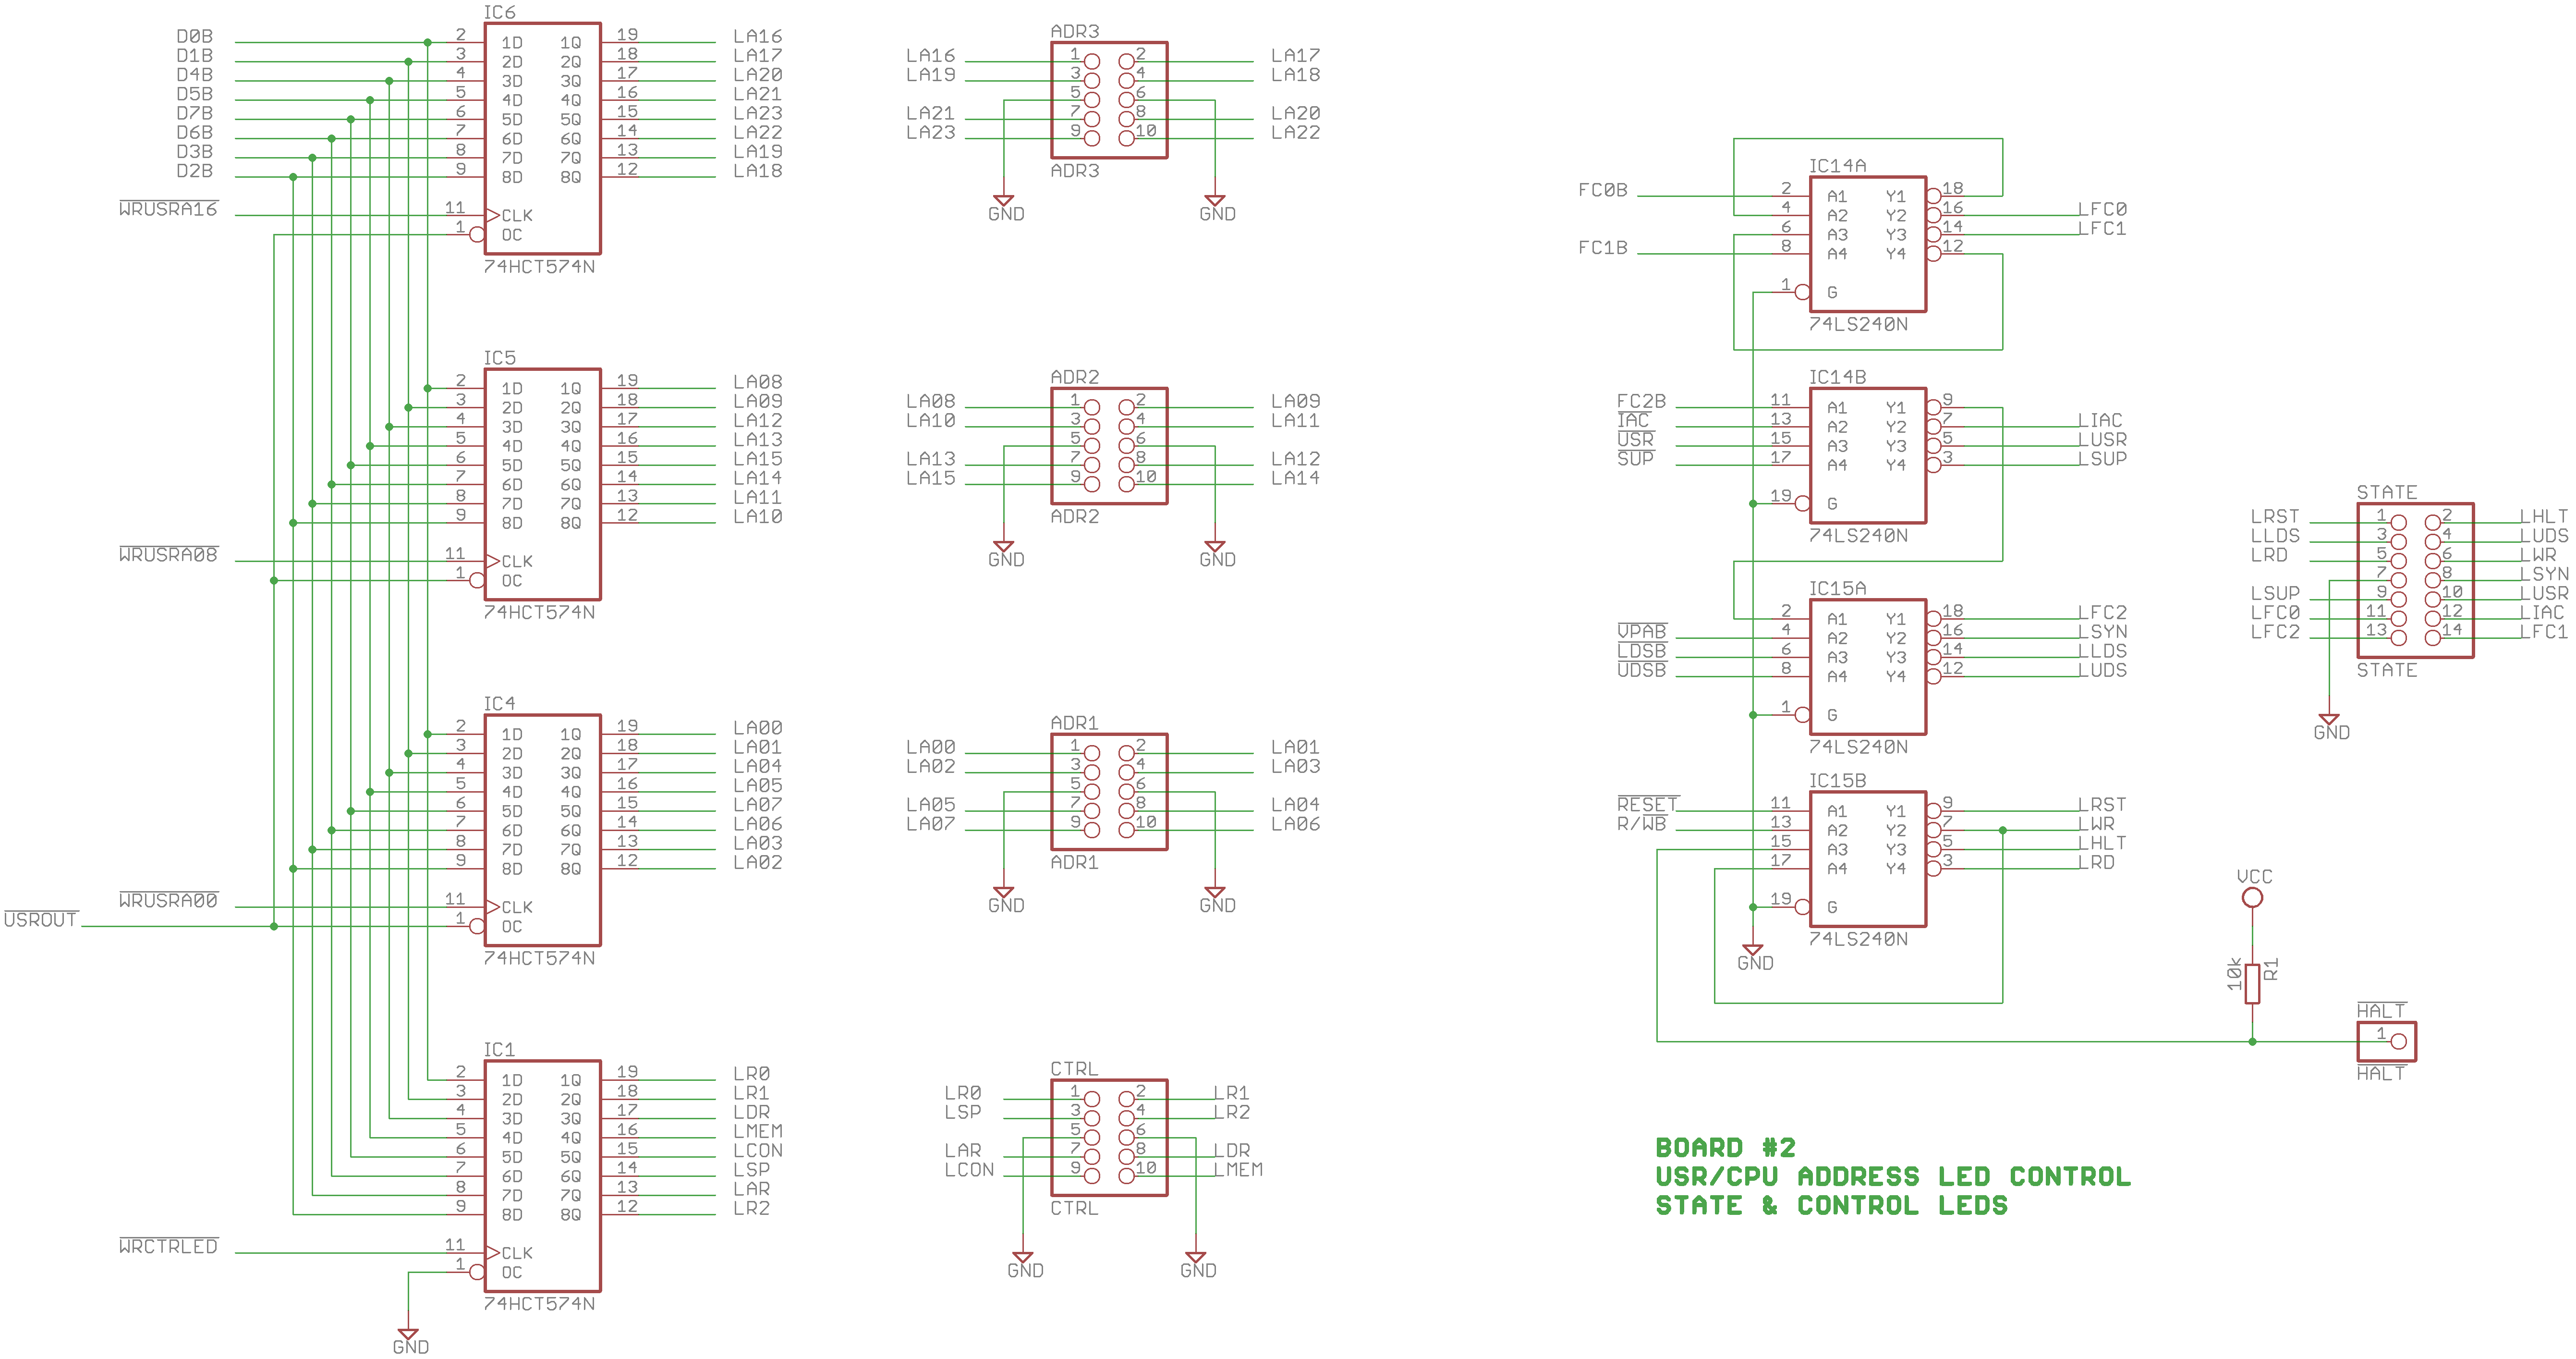 IC6
D0B 2 1D 1Q 19 LA16
D1B 3 2D 2Q 18 LA17
D4B 4 3D 3Q 17 LA20
D5B 5 4D 4Q 16 LA21
D7B 6 5D 5Q 15 LA23
D6B 7 6D 6Q 14 LA22
D3B 8 7D 7Q 13 LA19
D2B 9 8D 8Q 12 LA18
WRUSRA16 11 CLK
1 OC
74HCT574N
IC5
2 1D 1Q 19 LA08
3 2D 2Q 18 LA09
4 3D 3Q 17 LA12
5 4D 4Q 16 LA13
6 5D 5Q 15 LA15
7 6D 6Q 14 LA14
8 7D 7Q 13 LA11
9 8D 8Q 12 LA10
WRUSRA08 11 CLK
1 OC
74HCT574N
IC4
2 1D 1Q 19 LA00
3 2D 2Q 18 LA01
4 3D 3Q 17 LA04
5 4D 4Q 16 LA05
6 5D 5Q 15 LA07
7 6D 6Q 14 LA06
8 7D 7Q 13 LA03
9 8D 8Q 12 LA02
WRUSRA00 11 CLK
USROUT 1 OC
74HCT574N
IC1
2 1D 1Q 19 LR0
3 2D 2Q 18 LR1
4 3D 3Q 17 LDR
5 4D 4Q 16 LMEM
6 5D 5Q 15 LCON
7 6D 6Q 14 LSP
8 7D 7Q 13 LAR
9 8D 8Q 12 LR2
WRCTRLED 11 CLK
1 OC
74HCT574N
GND
ADR3
LA16 1 2 LA17
LA19 3 4 LA18
5 6
LA21 7 8 LA20
LA23 9 10 LA22
ADR3
GND GND
ADR2
LA08 1 2 LA09
LA10 3 4 LA11
5 6
LA13 7 8 LA12
LA15 9 10 LA14
ADR2
GND GND
ADR1
LA00 1 2 LA01
LA02 3 4 LA03
5 6
LA05 7 8 LA04
LA07 9 10 LA06
ADR1
GND GND
CTRL
LR0 1 2 LR1
LSP 3 4 LR2
5 6
LAR 7 8 LDR
LCON 9 10 LMEM
CTRL
GND GND
IC14A
FC0B 2 A1 Y1 18
4 A2 Y2 16 LFC0
6 A3 Y3 14 LFC1
FC1B 8 A4 Y4 12
1 G
74LS240N
IC14B
FC2B 11 A1 Y1 9
IAC 13 A2 Y2 7 LIAC
USR 15 A3 Y3 5 LUSR
SUP 17 A4 Y4 3 LSUP
19 G
74LS240N
IC15A
2 A1 Y1 18 LFC2
VPAB 4 A2 Y2 16 LSYN
LDSB 6 A3 Y3 14 LLDS
UDSB 8 A4 Y4 12 LUDS
1 G
74LS240N
IC15B
RESET 11 A1 Y1 9 LRST
R/WB 13 A2 Y2 7 LWR
15 A3 Y3 5 LHLT
17 A4 Y4 3 LRD
19 G
74LS240N
GND
STATE
LRST 1 2 LHLT
LLDS 3 4 LUDS
LRD 5 6 LWR
7 8 LSYN
LSUP 9 10 LUSR
LFC0 11 12 LIAC
LFC2 13 14 LFC1
STATE
GND
VCC
10k R1
HALT
1
HALT
BOARD #2
USR/CPU ADDRESS LED CONTROL
STATE & CONTROL LEDS